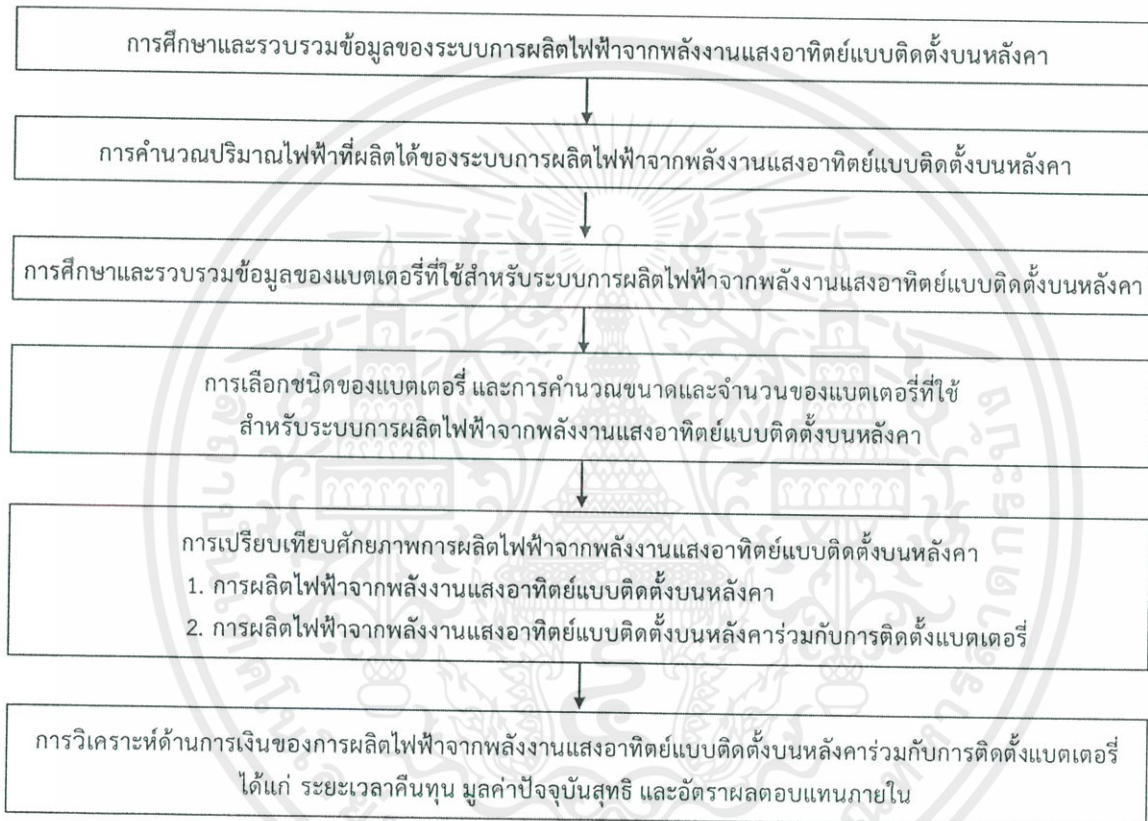 การศึกษาและรวบรวมข้อมูลของระบบการผลิตไฟฟ้าจากพลังงานแสงอาทิตย์แบบติดตั้งบนหลังคา
การคำนวณปริมาณไฟฟ้าที่ผลิตได้ของระบบการผลิตไฟฟ้าจากพลังงานแสงอาทิตย์แบบติดตั้งบนหลังคา
การศึกษาและรวบรวมข้อมูลของแบตเตอรี่ที่ใช้สำหรับระบบการผลิตไฟฟ้าจากพลังงานแสงอาทิตย์แบบติดตั้งบนหลังคา
การเลือกชนิดของแบตเตอรี่ และการคำนวณขนาดและจำนวนของแบตเตอรี่ที่ใช้
สำหรับระบบการผลิตไฟฟ้าจากพลังงานแสงอาทิตย์แบบติดตั้งบนหลังคา
การเปรียบเทียบศักยภาพการผลิตไฟฟ้าจากพลังงานแสงอาทิตย์แบบติดตั้งบนหลังคา
1. การผลิตไฟฟ้าจากพลังงานแสงอาทิตย์แบบติดตั้งบนหลังคา
2. การผลิตไฟฟ้าจากพลังงานแสงอาทิตย์แบบติดตั้งบนหลังคาร่วมกับการติดตั้งแบตเตอรี่
การวิเคราะห์ด้านการเงินของการผลิตไฟฟ้าจากพลังงานแสงอาทิตย์แบบติดตั้งบนหลังคาร่วมกับการติดตั้งแบตเตอรี่
ได้แก่ ระยะเวลาคืนทุน มูลค่าปัจจุบันสุทธิ และอัตราผลตอบแทนภายใน